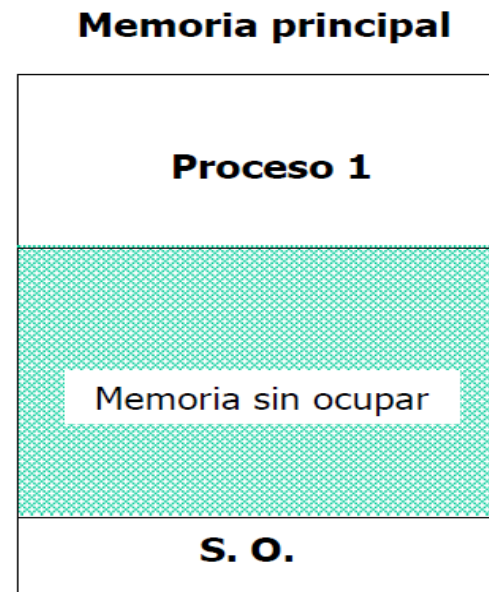 Memoria principal
Proceso 1
Memoria sin ocupar
S. O.